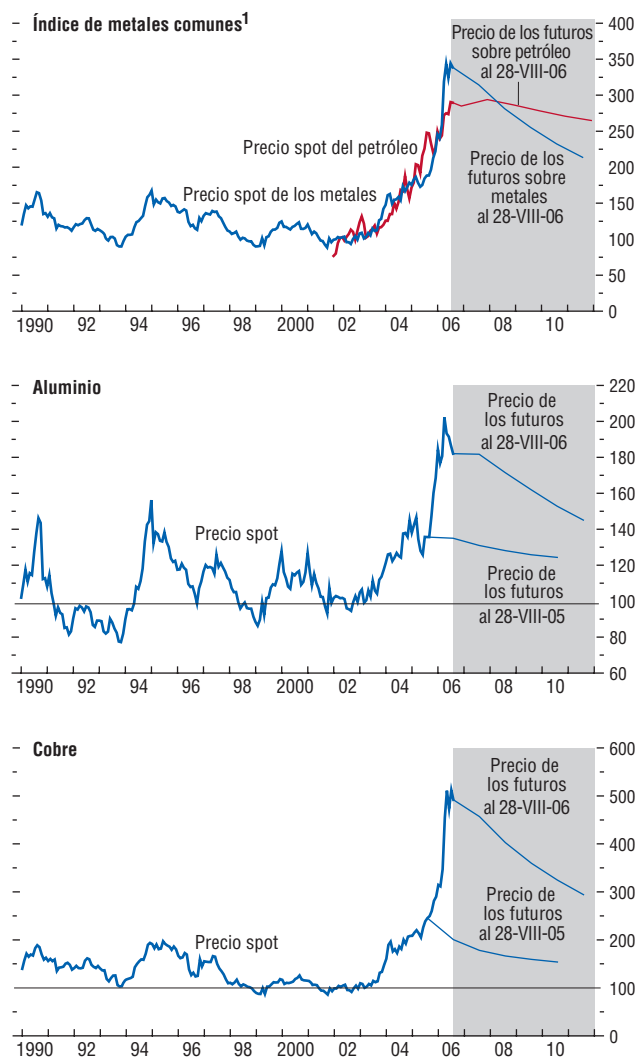 Índice de metales comunes1
Precio de los futuros
sobre petróleo
al 28-VIII-06
Precio spot del petróleo
Precio spot de los metales
Precio de los
futuros sobre
metales
al 28-VIII-06
400
350
300
250
200
150
100
50
0
1990 92 94 96 98 2000 02 04 06 08 10
Aluminio
Precio de
los futuros
al 28-VIII-06
Precio spot
Precio de
los futuros
al 28-VIII-05
220
200
180
160
140
120
100
80
60
1990 92 94 96 98 2000 02 04 06 08 10
Cobre
Precio de
los futuros
al 28-VIII-06
Precio de
los futuros
al 28-VIII-05
Precio spot
600
500
400
300
200
100
0
1990 92 94 96 98 2000 02 04 06 08 10